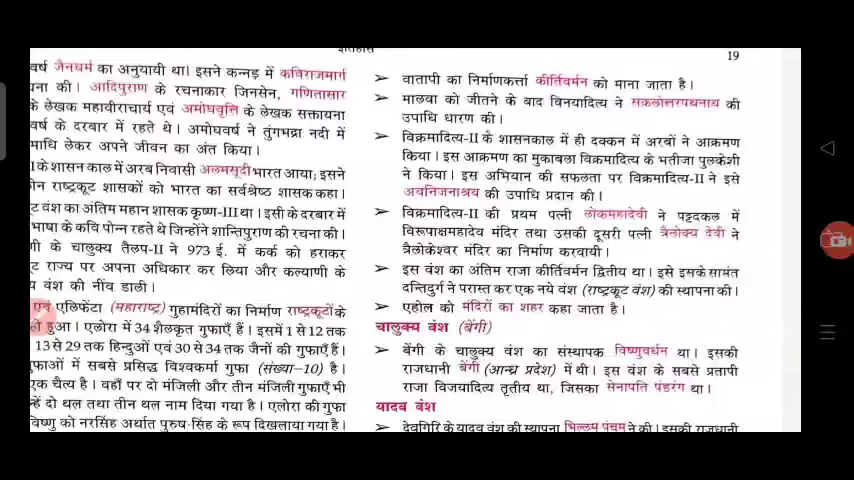 इतिहास
19
वर्ष जैनधर्म का अनुयायी था। इसने कन्नड़ में कविराजमार्ग
ना की। आदिपुराण के रचनाकार जिनसेन, गणितासार
के लेखक महावीराचार्य एवं अमोघवृत्ति के लेखक सक्तायना
वर्ष के दरबार में रहते थे। अमोघवर्ष ने तुंगभद्रा नदी में
माधि लेकर अपने जीवन का अंत किया।
I के शासन काल में अरब निवासी अलमसूदी भारत आया; इसने
ीन राष्ट्रकूट शासकों को भारत का सर्वश्रेष्ठ शासक कहा।
ूट वंश का अंतिम महान शासक कृष्ण-III था। इसी के दरबार में
भाषा के कवि पोन्न रहते थे जिन्होंने शान्तिपुराण की रचना की।
णी के चालुक्य तैलप-II ने 973 ई. में कर्क को हराकर
ूट राज्य पर अपना अधिकार कर लिया और कल्याणी के
य वंश की नींव डाली।
एवं एलिफेंटा (महाराष्ट्र) गुहामंदिरों का निर्माण राष्ट्रकूटों के
ही हुआ। एलोरा में 34 शैलकृत गुफाएँ हैं। इसमें 1 से 12 तक
13 से 29 तक हिन्दुओं एवं 30 से 34 तक जैनों की गुफाएँ हैं।
गुफाओं में सबसे प्रसिद्ध विश्वकर्मा गुफा (संख्या-10) है।
एक चैत्य है। वहाँ पर दो मंजिली और तीन मंजिली गुफाएँ भी
न्हें दो थल तथा तीन थल नाम दिया गया है। एलोरा की गुफा
विष्णु को नरसिंह अर्थात पुरुष-सिंह के रूप दिखलाया गया है।
➢ वातापी का निर्माणकर्त्ता कीर्तिवर्मन को माना जाता है।
➢ मालवा को जीतने के बाद विनयादित्य ने सकलोत्तरपथनाथ की
उपाधि धारण की।
➢ विक्रमादित्य-II के शासनकाल में ही दक्कन में अरबों ने आक्रमण
किया। इस आक्रमण का मुकाबला विक्रमादित्य के भतीजा पुलकेशी
ने किया। इस अभियान की सफलता पर विक्रमादित्य-II ने इसे
अवनिजनाश्रय की उपाधि प्रदान की।
➢ विक्रमादित्य-II की प्रथम पत्नी लोकमहादेवी ने पट्टदकल में
विरूपाक्षमहादेव मंदिर तथा उसकी दूसरी पत्नी त्रैलोक्य देवी ने
त्रैलोकेश्वर मंदिर का निर्माण करवायी।
➢ इस वंश का अंतिम राजा कीर्तिवर्मन द्वितीय था। इसे इसके सामंत
दन्तिदुर्ग ने परास्त कर एक नये वंश (राष्ट्रकूट वंश) की स्थापना की।
➢ एहोल को मंदिरों का शहर कहा जाता है।
चालुक्य वंश (बेंगी)
➢ बेंगी के चालुक्य वंश का संस्थापक विष्णुवर्धन था। इसकी
राजधानी बेंगी (आन्ध्र प्रदेश) में थी। इस वंश के सबसे प्रतापी
राजा विजयादित्य तृतीय था, जिसका सेनापति पंडरंग था।
यादव वंश
➢ देवगिरि के यादव वंश की स्थापना भिल्लम पंचम ने की। इसकी राजधानी